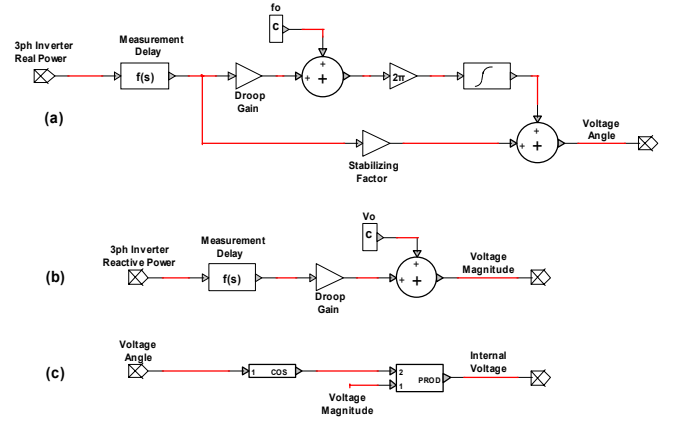 fo
C
3ph Inverter
Real Power
Measurement
Delay
f(s)
Droop
Gain
+
+
+
2π
(a)
Stabilizing
Factor
+
+
+
Voltage
Angle
Vo
C
3ph Inverter
Reactive Power
Measurement
Delay
f(s)
(b)
Droop
Gain
+
+
+
Voltage
Magnitude
Voltage
Angle
(c)
1 COS
2
1
PROD
Voltage
Magnitude
Internal
Voltage